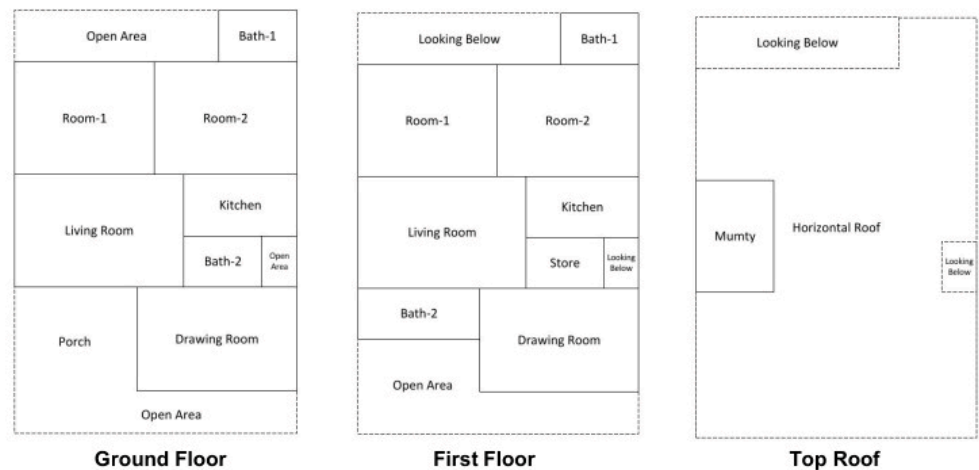 Open Area
Bath-1
Room-1
Room-2
Living Room
Kitchen
Bath-2
Open
Area
Porch
Drawing Room
Open Area
Ground Floor
Looking Below
Bath-1
Room-1
Room-2
Living Room
Kitchen
Store
Looking
Below
Bath-2
Drawing Room
Open Area
First Floor
Looking Below
Mumty
Horizontal Roof
Looking
Below
Top Roof